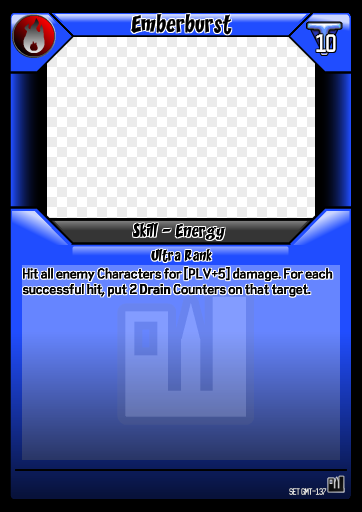 Emberburst
10
Skill - Energy
Ultra Rank
Hit all enemy Characters for [PLV+5] damage. For each
successful hit, put 2 Drain Counters on that target.
SET GMT-137